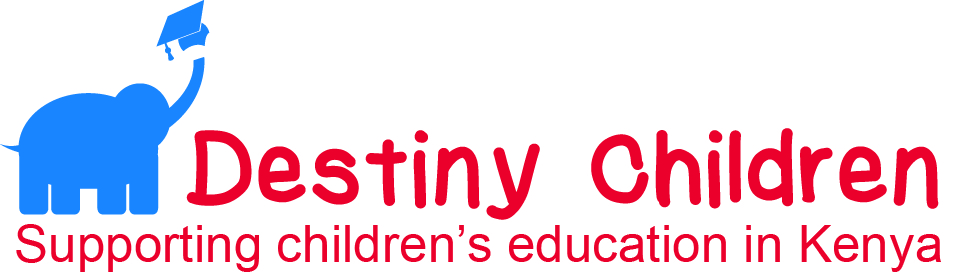 Destiny Children
Supporting children’s education in Kenya